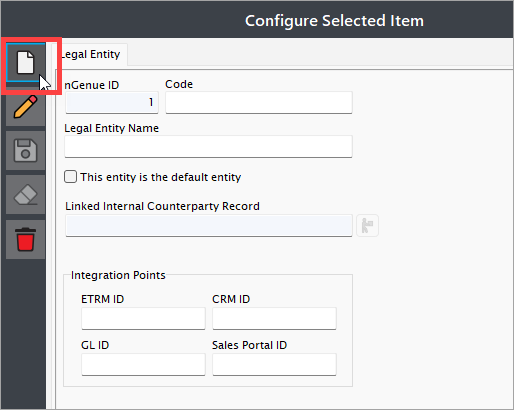 Configure Selected Item
Legal Entity
nGenue ID
Code
1
Legal Entity Name
This entity is the default entity
Linked Internal Counterparty Record
Integration Points
ETRM ID
CRM ID
GL ID
Sales Portal ID